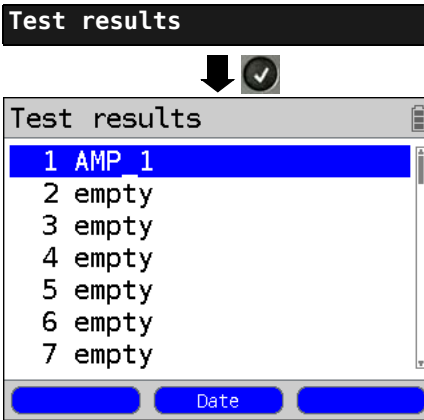 Test results
Test results
1 AMP_1
2 empty
3 empty
4 empty
5 empty
6 empty
7 empty
Date